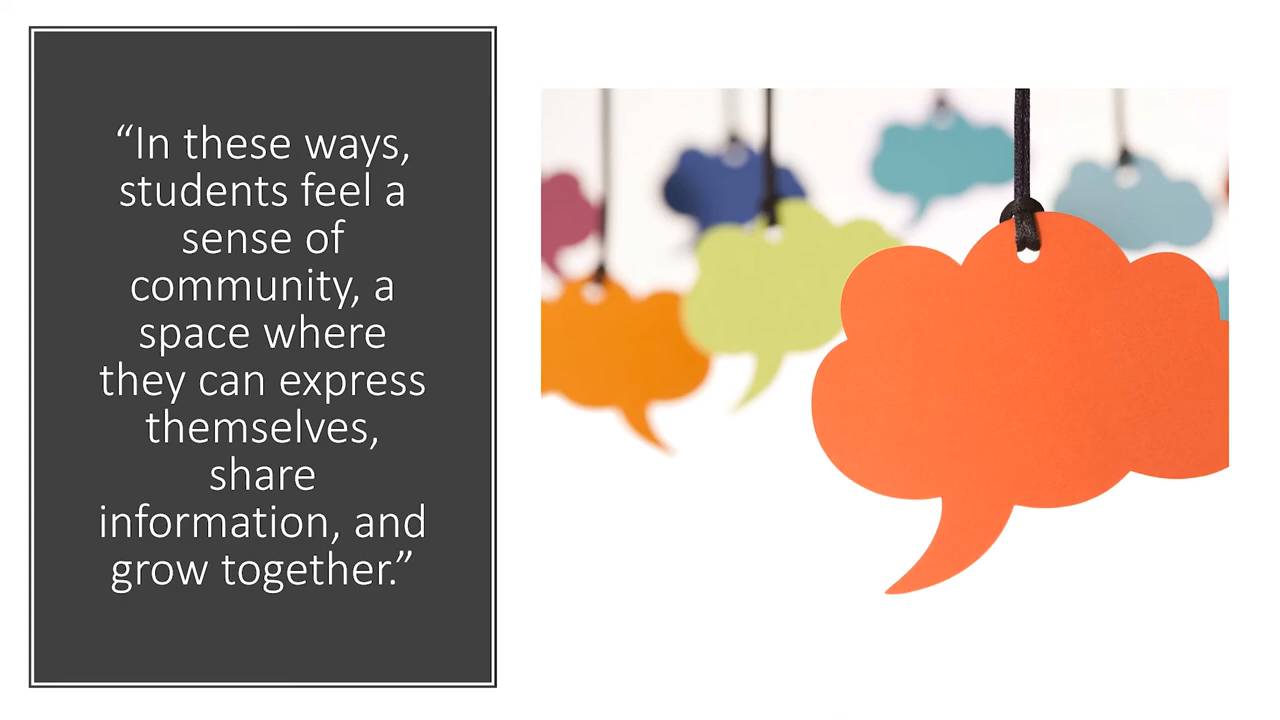 “In these ways,
students feel a
sense of
community, a
space where
they can express
themselves,
share
information, and
grow together.”